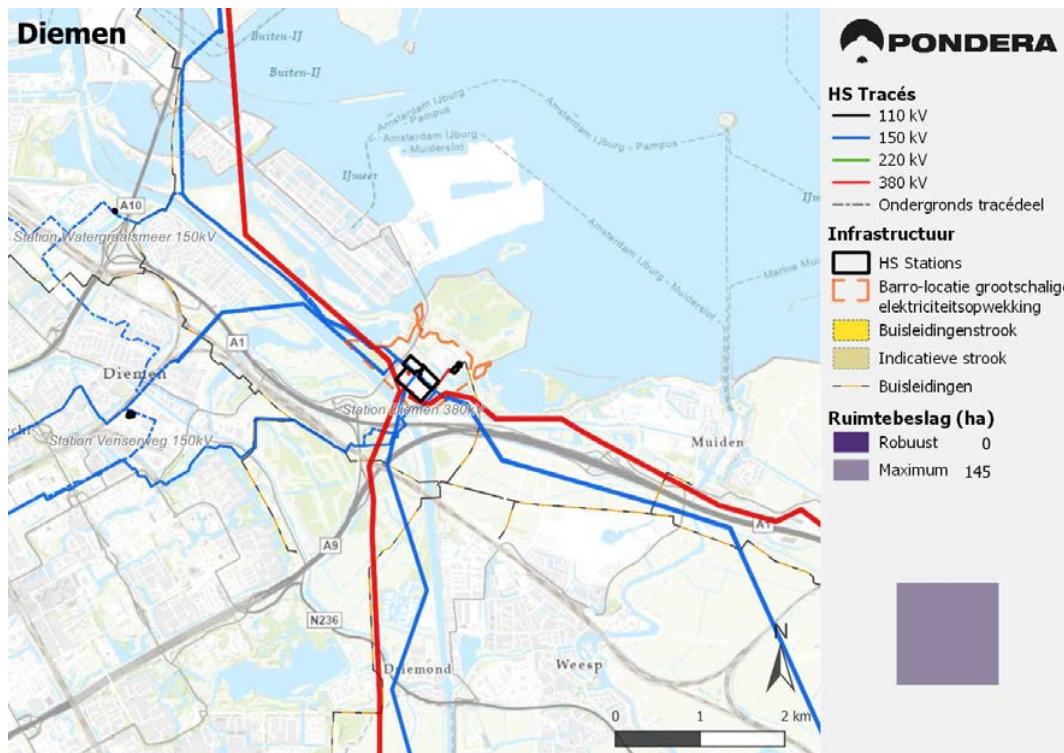 Diemen
Buiten-IJ
Buiten-IJ
Amsterdam IJburg - Pampus
Amsterdam IJburg
- Muiderslot
Amsterdam IJburg - Pampus
IJmeer
Amsterdam IJburg - Muiderslot
A10
Station Watergraafsmeer 150kV
A1
Diemen
Station Diemen 380kV
Station Venserweg 150kV
Muiden
A1
A9
N236
Driemond
Weesp
N
0 1 2 km
PONDERA
HS Tracés
110 kV
150 kV
220 kV
380 kV
Ondergronds tracédeel
Infrastructuur
HS Stations
Barro-locatie grootschalige
elektriciteitsopwekking
Buisleidingenstrook
Indicatieve strook
Buisleidingen
Ruimtebeslag (ha)
Robuust 0
Maximum 145